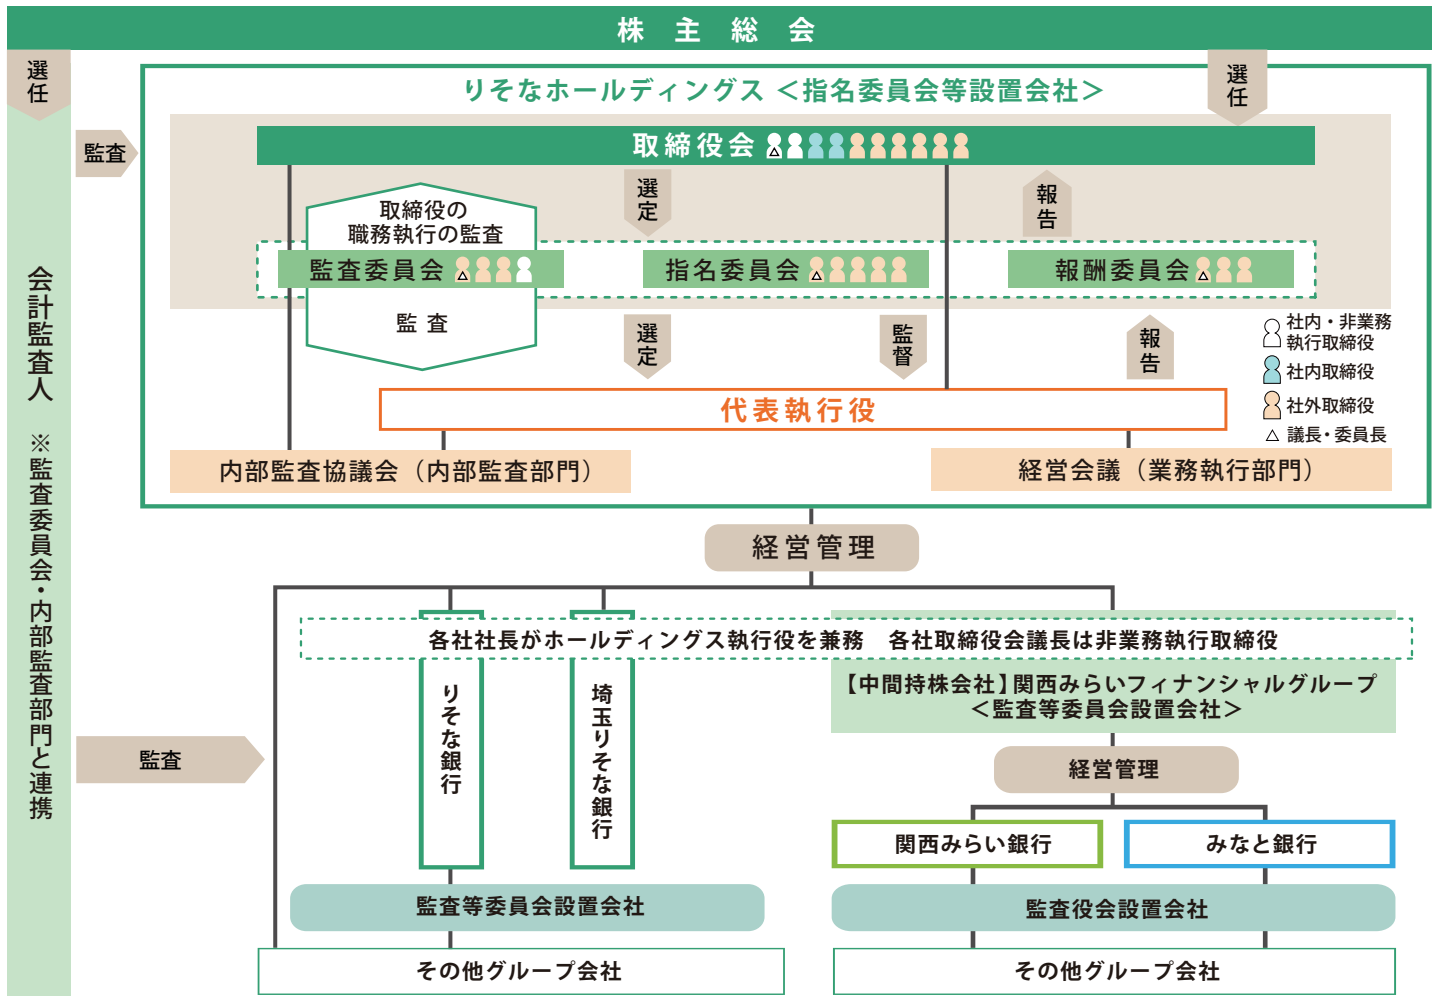 株主総会
選任
選任
りそなホールディングス ＜指名委員会等設置会社＞
監査
取締役会
選定
報告
取締役の
職務執行の監査
監査委員会
指名委員会
報酬委員会
監査
選定
監督
報告
社内・非業務
執行取締役
社内取締役
社外取締役
△ 議長・委員長
代表執行役
内部監査協議会（内部監査部門）
経営会議（業務執行部門）
会計監査人 ※監査委員会・内部監査部門と連携
経営管理
各社社長がホールディングス執行役を兼務　各社取締役会議長は非業務執行取締役
りそな銀行
埼玉りそな銀行
【中間持株会社】関西みらいフィナンシャルグループ
＜監査等委員会設置会社＞
監査
経営管理
関西みらい銀行
みなと銀行
監査等委員会設置会社
監査役会設置会社
その他グループ会社
その他グループ会社